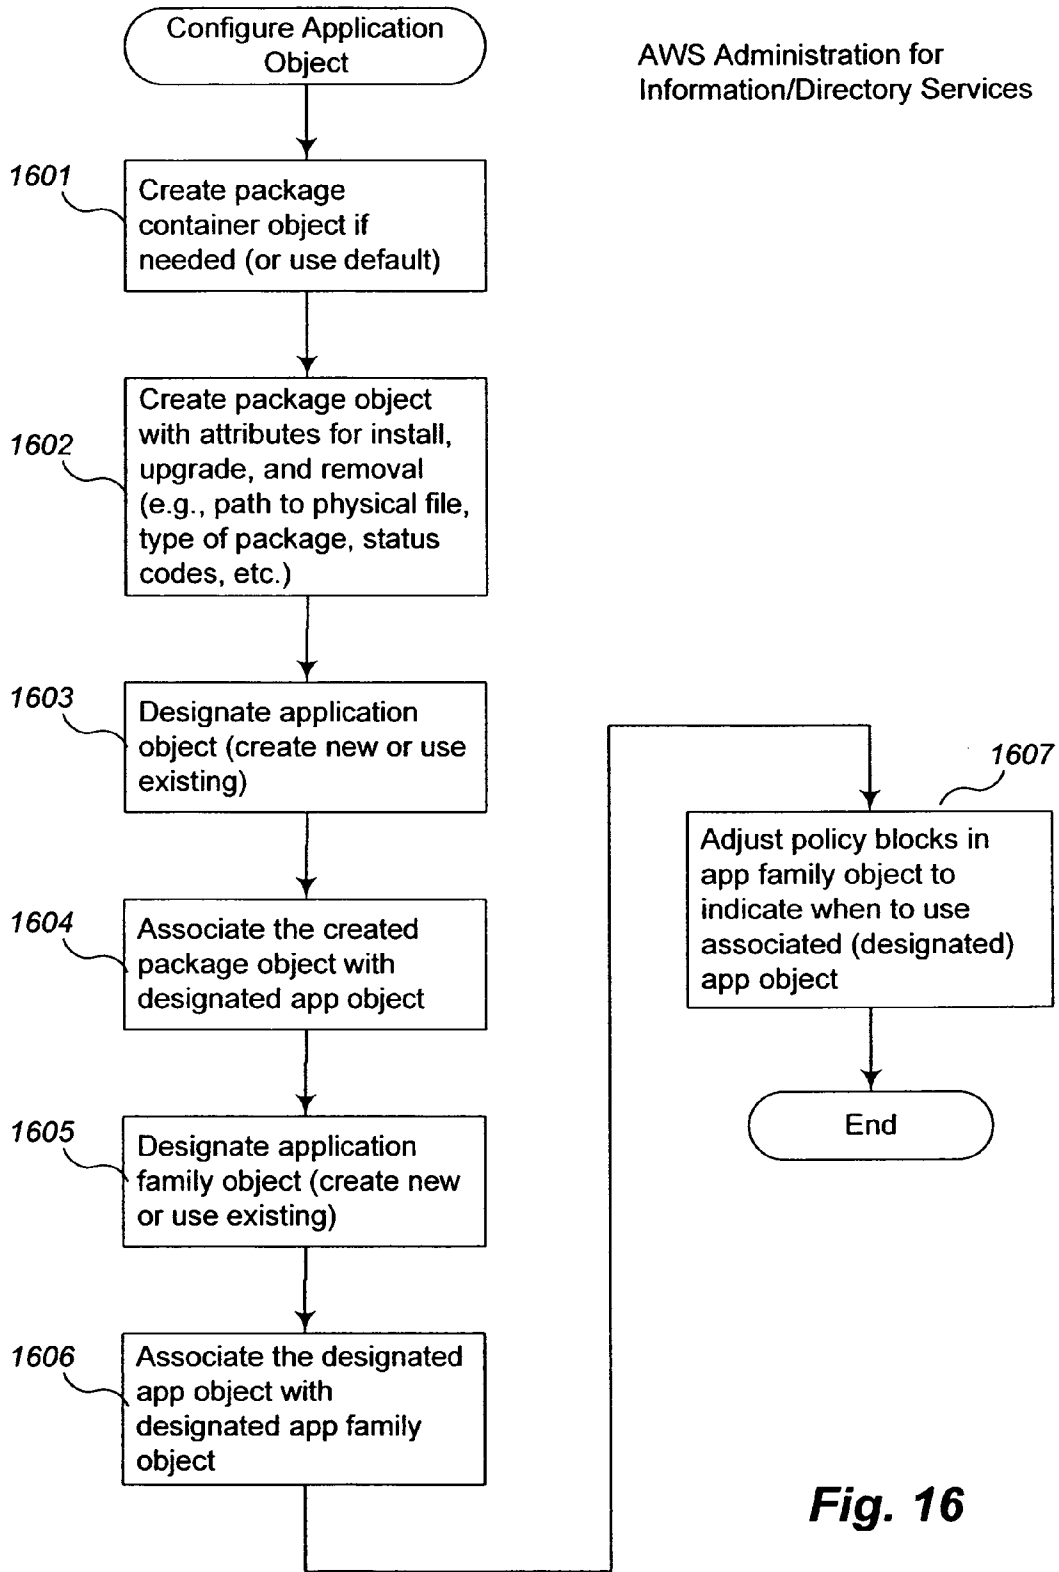 Configure Application
Object
AWS Administration for
Information/Directory Services
1601
Create package
container object if
needed (or use default)
1602
Create package object
with attributes for install,
upgrade, and removal
(e.g., path to physical file,
type of package, status
codes, etc.)
1603
Designate application
object (create new or use
existing)
1604
Associate the created
package object with
designated app object
1605
Designate application
family object (create new
or use existing)
1606
Associate the designated
app object with
designated app family
object
1607
Adjust policy blocks in
app family object to
indicate when to use
associated (designated)
app object
End
Fig. 16